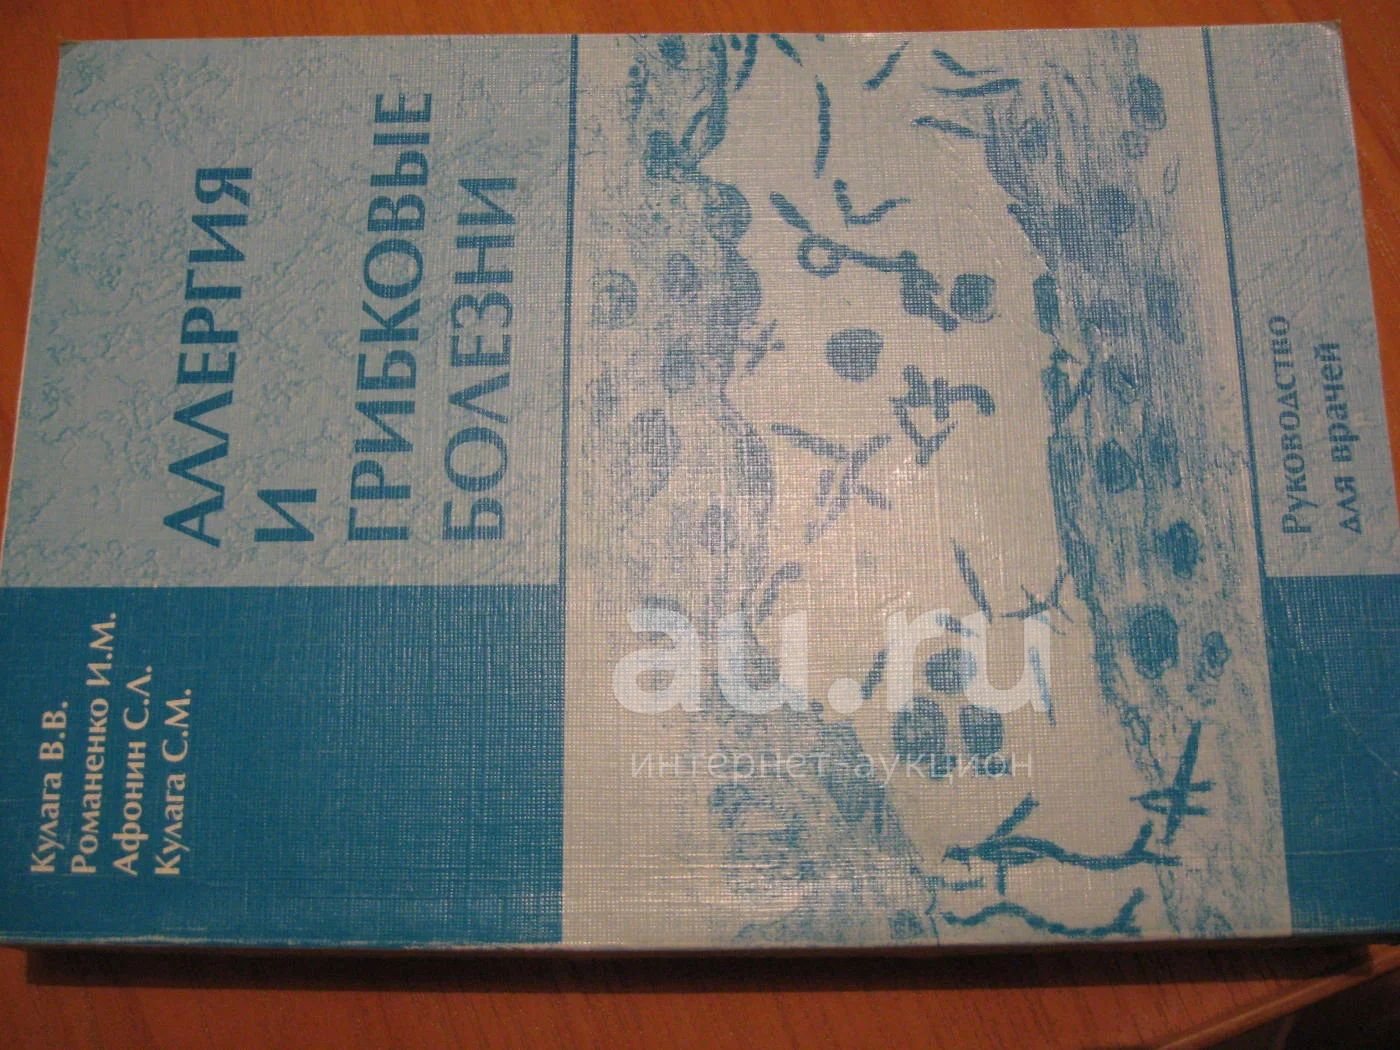 Кулага В.В.
Романенко И.М.
Афонин С.Л.
Кулага С.М.
АЛЛЕРГИЯ
И
ГРИБКОВЫЕ
БОЛЕЗНИ
Руководство
для врачей
au.ru
интернет-аукцион